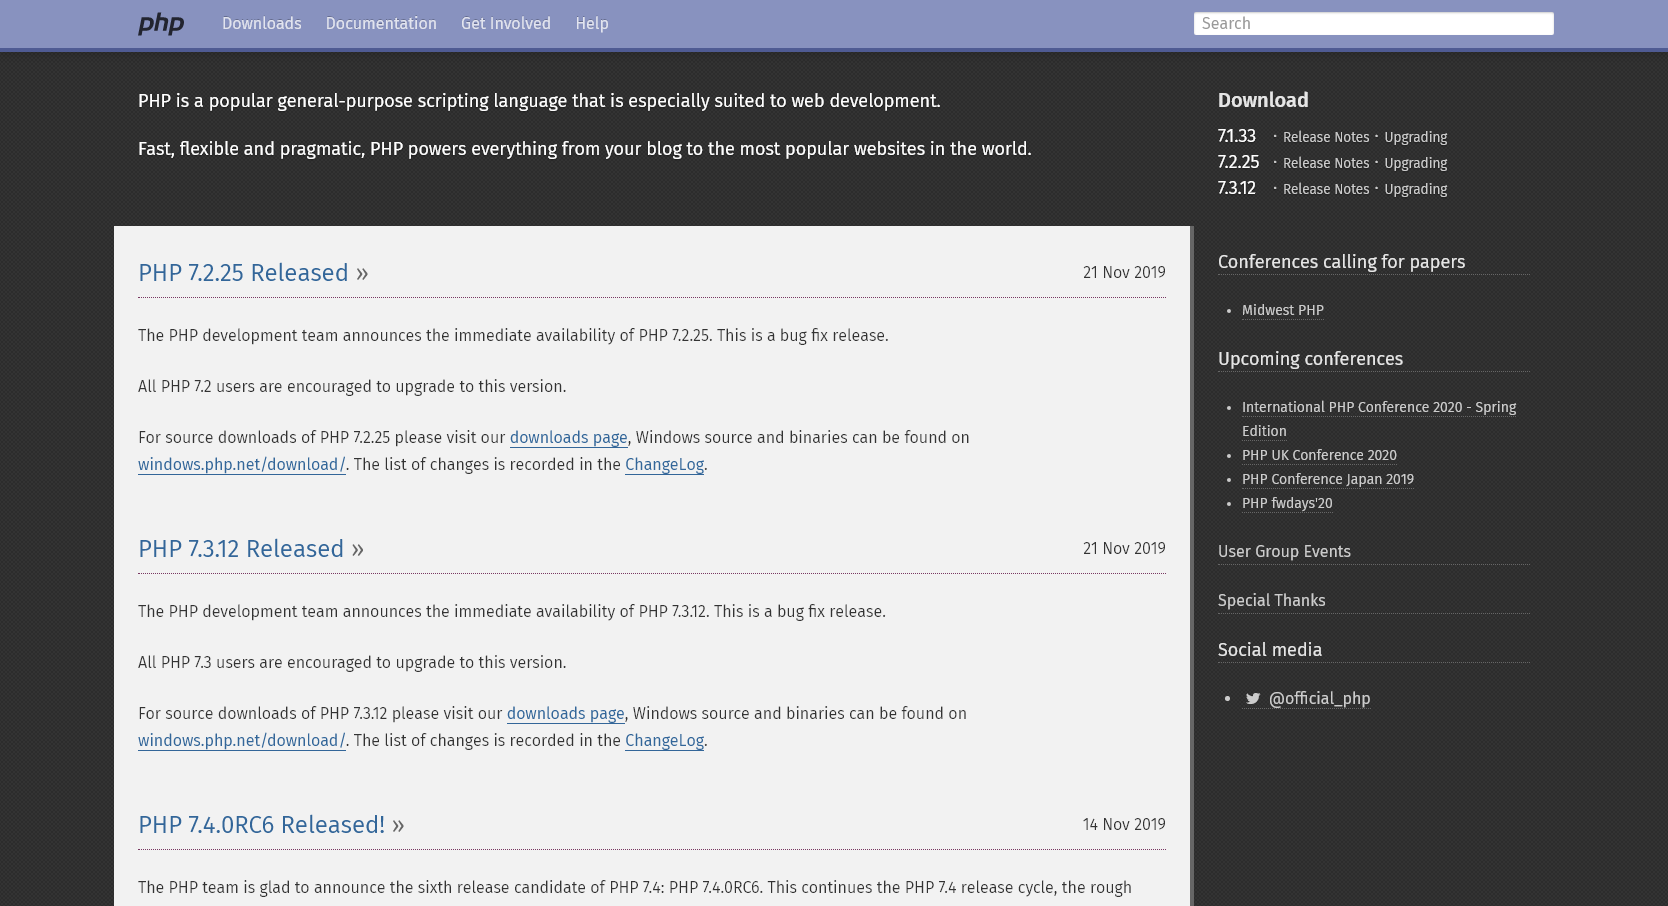 php
Downloads
Documentation
Get Involved
Help
Search
PHP is a popular general-purpose scripting language that is especially suited to web development.
Fast, flexible and pragmatic, PHP powers everything from your blog to the most popular websites in the world.
Download
7.1.33 · Release Notes · Upgrading
7.2.25 · Release Notes · Upgrading
7.3.12 · Release Notes · Upgrading
PHP 7.2.25 Released »
21 Nov 2019
The PHP development team announces the immediate availability of PHP 7.2.25. This is a bug fix release.
All PHP 7.2 users are encouraged to upgrade to this version.
For source downloads of PHP 7.2.25 please visit our downloads page, Windows source and binaries can be found on
windows.php.net/download/. The list of changes is recorded in the ChangeLog.
PHP 7.3.12 Released »
21 Nov 2019
The PHP development team announces the immediate availability of PHP 7.3.12. This is a bug fix release.
All PHP 7.3 users are encouraged to upgrade to this version.
For source downloads of PHP 7.3.12 please visit our downloads page, Windows source and binaries can be found on
windows.php.net/download/. The list of changes is recorded in the ChangeLog.
PHP 7.4.0RC6 Released! »
14 Nov 2019
The PHP team is glad to announce the sixth release candidate of PHP 7.4: PHP 7.4.0RC6. This continues the PHP 7.4 release cycle, the rough
Conferences calling for papers
• Midwest PHP
Upcoming conferences
• International PHP Conference 2020 - Spring
Edition
• PHP UK Conference 2020
• PHP Conference Japan 2019
• PHP fwdays'20
User Group Events
Special Thanks
Social media
• @official_php